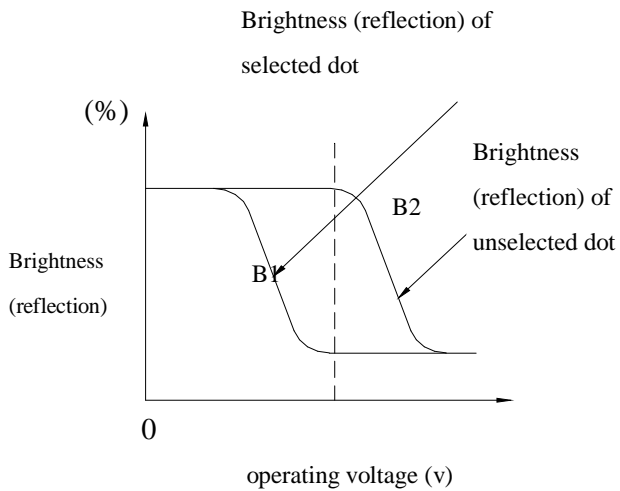 Brightness (reflection) of
selected dot
(%)
Brightness
(reflection) of
unselected dot
B2
B1
Brightness
(reflection)
0
operating voltage (v)